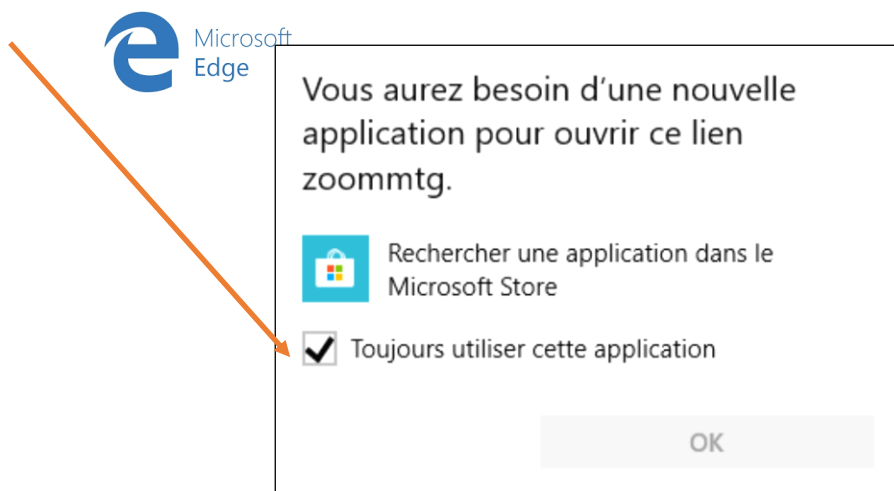 Microsoft
Edge
Vous aurez besoin d’une nouvelle
application pour ouvrir ce lien
zoommtg.
Rechercher une application dans le
Microsoft Store
Toujours utiliser cette application
OK